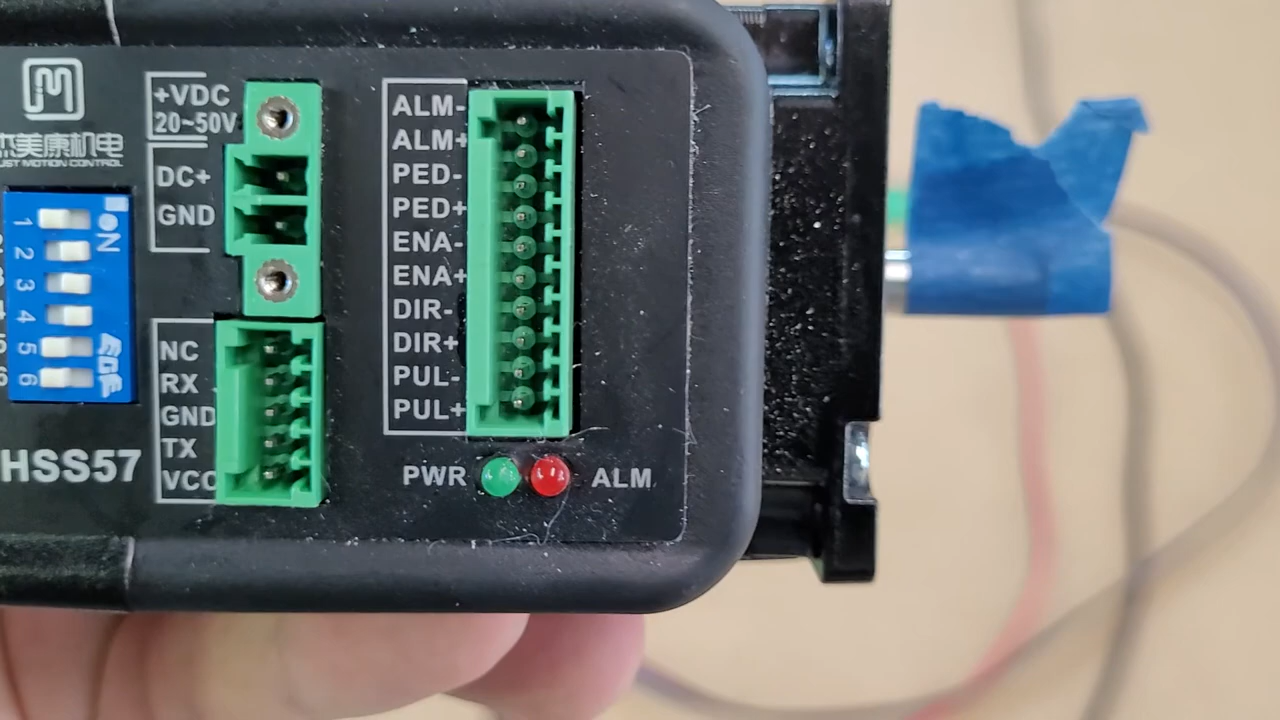 杰美康机电
UST MOTION CONTROL
ON
1
2
3
4
5
6
HSS57
+VDC
20~50V
DC+
GND
NC
RX
GND
TX
VCC
ALM-
ALM+
PED-
PED+
ENA-
ENA+
DIR-
DIR+
PUL-
PUL+
PWR
ALM